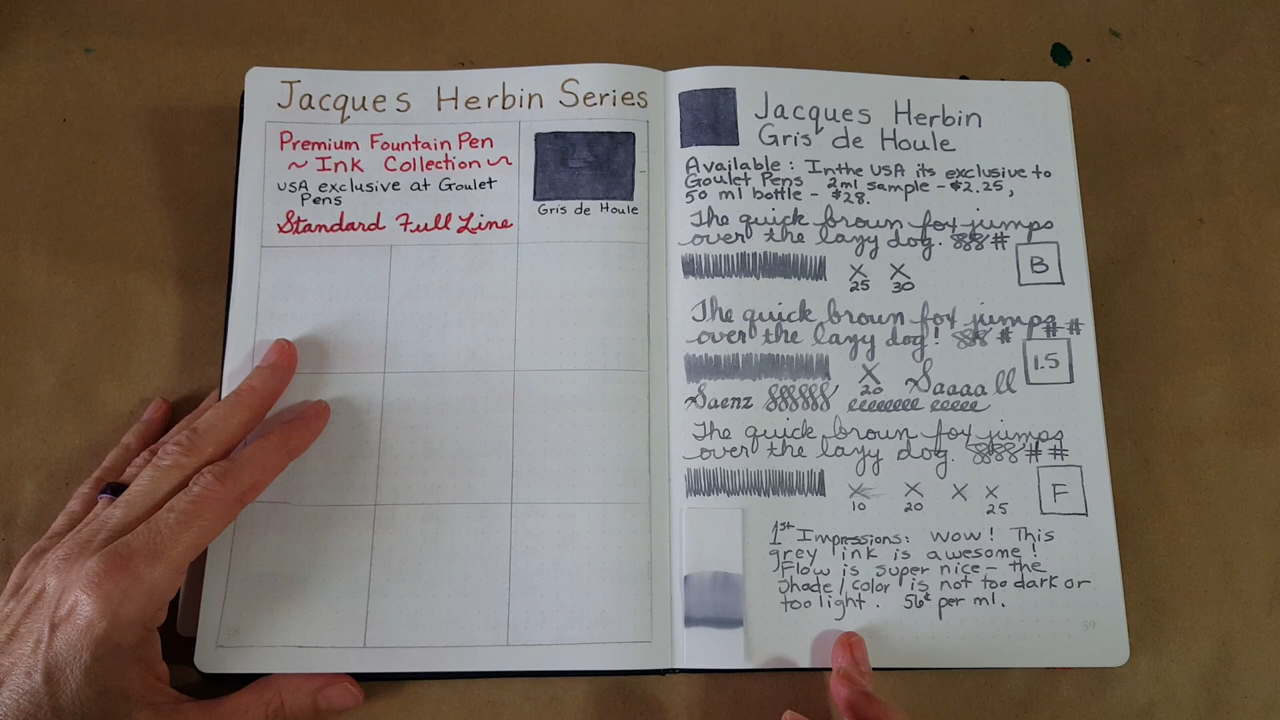 Jacques Herbin Series
Premium Fountain Pen
~ Ink Collection ~
USA exclusive at Goulet
Pens
Standard Full Line
Gris de Houle
Jacques Herbin
Gris de Houle
Available: In the USA its exclusive to
Goulet Pens 2ml sample - $2.25,
50 ml bottle - $28.
The quick brown fox jumps
over the lazy dog. 888 #
B
X X
25 30
The quick brown fox jumps
over the lazy dog! 88 # # #
1.5
X
20
Saaaall
Saenz 888888 eeeeeeee eeeee
The quick brown fox jumps
over the lazy dog. 888 # #
F
X X X X
10 20 25
1st Impressions: Wow! This
grey ink is awesome!
Flow is super nice - the
shade/color is not too dark or
too light. 56¢ per ml.
59